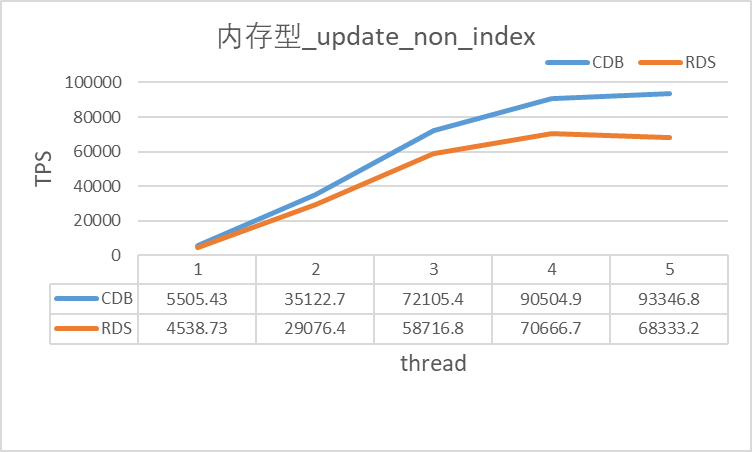 内存型_update_non_index
CDB RDS
100000
80000
60000
40000
20000
0
TPS
1 2 3 4 5
CDB 5505.43 35122.7 72105.4 90504.9 93346.8
RDS 4538.73 29076.4 58716.8 70666.7 68333.2
thread